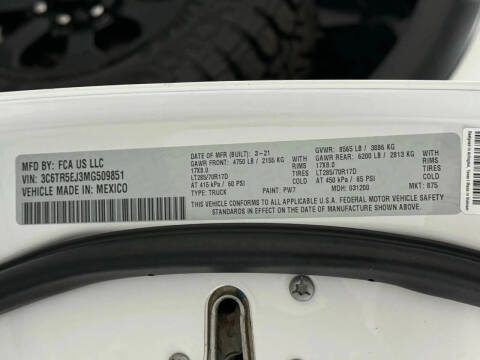 MFD BY: FCA US LLC
VIN: 3C6TR5EJ3MG509851
VEHICLE MADE IN: MEXICO
DATE OF MFR (BUILT): 3-21
GAWR FRONT: 4750 LB / 2155 KG
17X8.0
LT285/70R17D
AT 415 kPa / 60 PSI
TYPE: TRUCK
WITH
RIMS
TIRES
COLD
PAINT: PW7
GVWR: 8565 LB / 3886 KG
GAWR REAR: 6200 LB / 2813 KG
17X8.0
LT285/70R17D
AT 450 kPa / 65 PSI
MDH: 031200
WITH
RIMS
TIRES
COLD
MKT: 875
THIS VEHICLE CONFORMS TO ALL APPLICABLE U.S.A. FEDERAL MOTOR VEHICLE SAFETY
STANDARDS IN EFFECT ON THE DATE OF MANUFACTURE SHOWN ABOVE.